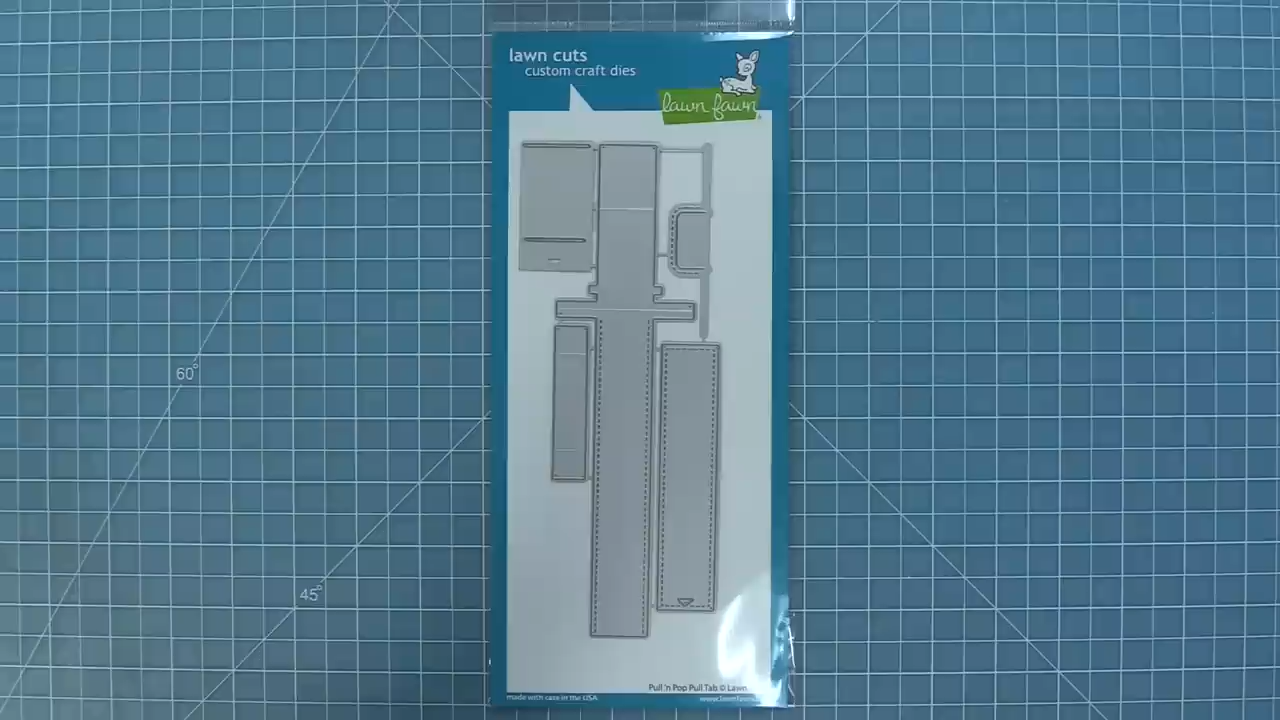 lawn cuts
custom craft dies
lawn fawn
60°
45°
Pull 'n Pop Pull Tab © Lawn
made with care in the USA